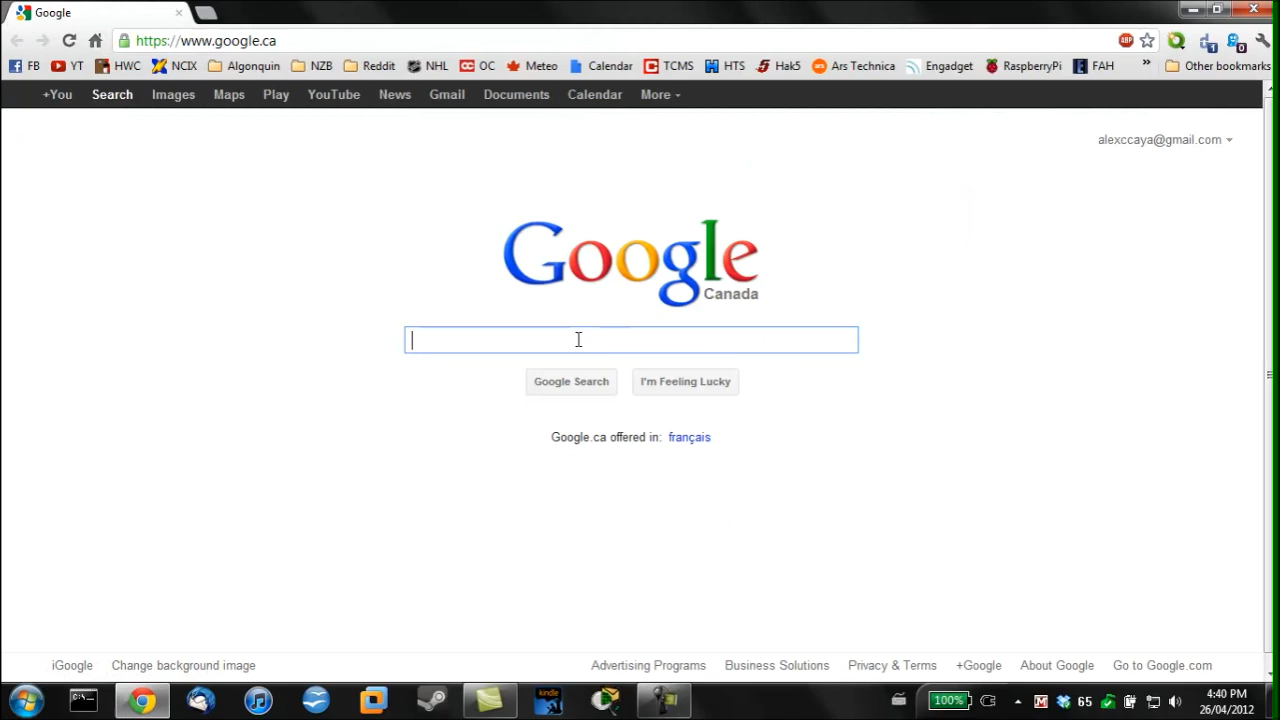 Google
https://www.google.ca
FB YT HWC NCIX Algonquin NZB Reddit NHL OC Meteo Calendar TCMS HTS Hak5 Ars Technica Engadget RaspberryPi FAH » Other bookmarks
+You Search Images Maps Play YouTube News Gmail Documents Calendar More
alexccaya@gmail.com
Google
Canada
Google Search I'm Feeling Lucky
Google.ca offered in: français
iGoogle Change background image Advertising Programs Business Solutions Privacy & Terms +Google About Google Go to Google.com
kindle 100% 65 4:40 PM
26/04/2012